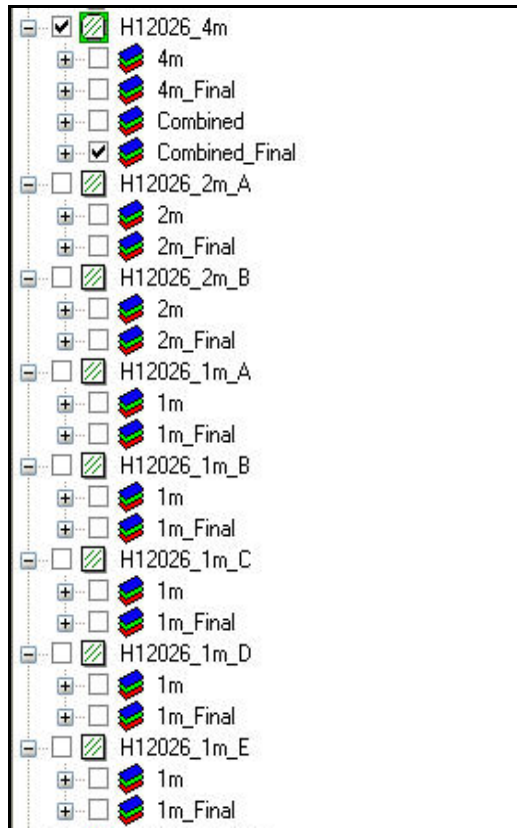 H12026_4m
4m
4m_Final
Combined
Combined_Final
H12026_2m_A
2m
2m_Final
H12026_2m_B
2m
2m_Final
H12026_1m_A
1m
1m_Final
H12026_1m_B
1m
1m_Final
H12026_1m_C
1m
1m_Final
H12026_1m_D
1m
1m_Final
H12026_1m_E
1m
1m_Final